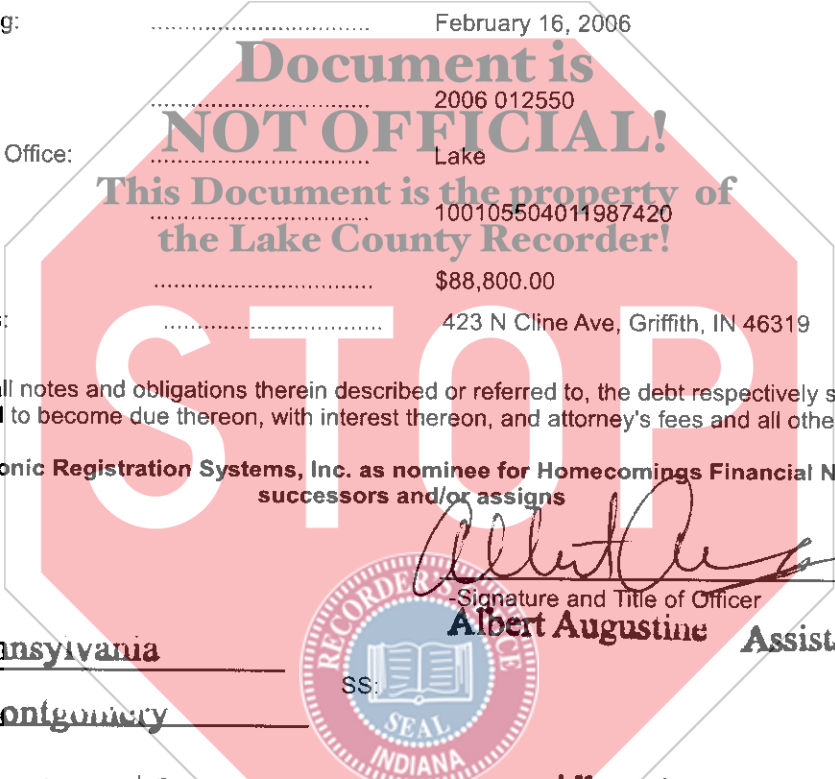 g: ........................... February 16, 2006
Document is
........................... 2006 012550
NOT OFFICIAL!
Office: ........................... Lake
This Document is the property of
........................... 100105504011987420
the Lake County Recorder!
........................... $88,800.00
s: ........................... 423 N Cline Ave, Griffith, IN 46319
STOP
ll notes and obligations therein described or referred to, the debt respectively s
to become due thereon, with interest thereon, and attorney's fees and all othe
onic Registration Systems, Inc. as nominee for Homecomings Financial N
successors and/or assigns
-Signature and Title of Officer
Albert Augustine Assist
nnsylvania
SS:
ontgomery
RECORDER'S OFFICE
SEAL
INDIANA